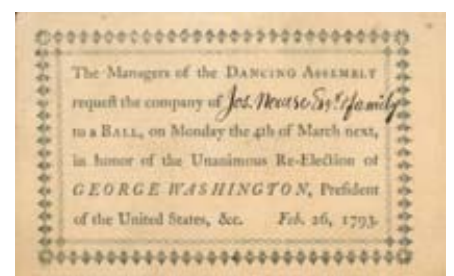 The Managers of the DANCING ASSEMBLY
requeſt the company of Jos. Nourse Esqr. & family
to a BALL, on Monday the 4th of March next,
in honor of the Unanimous Re-Election of
GEORGE WASHINGTON, Preſident
of the United States, &c. Feb. 26, 1793.